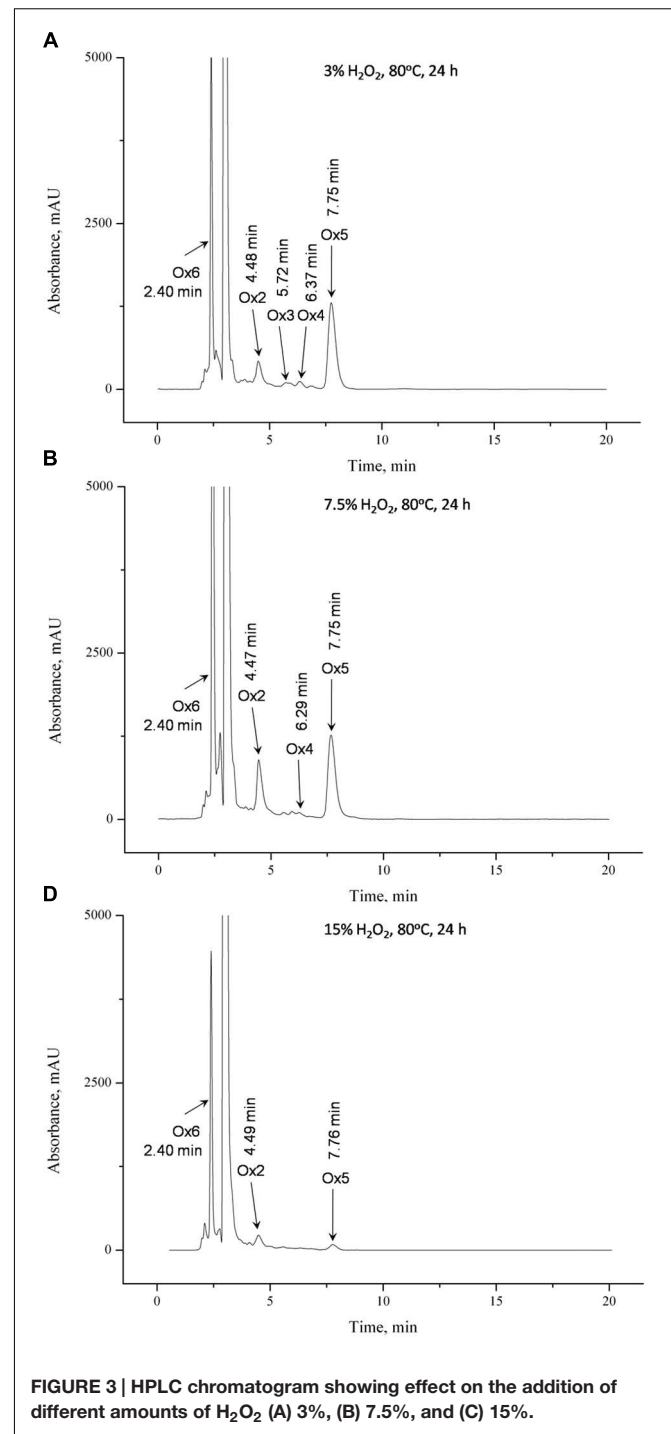 A
5000
3% H₂O₂, 80ºC, 24 h
Absorbance, mAU
2500
0
Ox6
2.40 min
4.48 min
Ox2
5.72 min
Ox3
6.37 min
Ox4
7.75 min
Ox5
0 5 10 15 20
Time, min
B
5000
7.5% H₂O₂, 80ºC, 24 h
Absorbance, mAU
2500
0
Ox6
2.40 min
4.47 min
Ox2
6.29 min
Ox4
7.75 min
Ox5
0 5 10 15 20
Time, min
D
5000
15% H₂O₂, 80ºC, 24 h
Absorbance, mAU
2500
0
Ox6
2.40 min
4.49 min
Ox2
7.76 min
Ox5
0 5 10 15 20
Time, min
FIGURE 3 | HPLC chromatogram showing effect on the addition of
different amounts of H₂O₂ (A) 3%, (B) 7.5%, and (C) 15%.